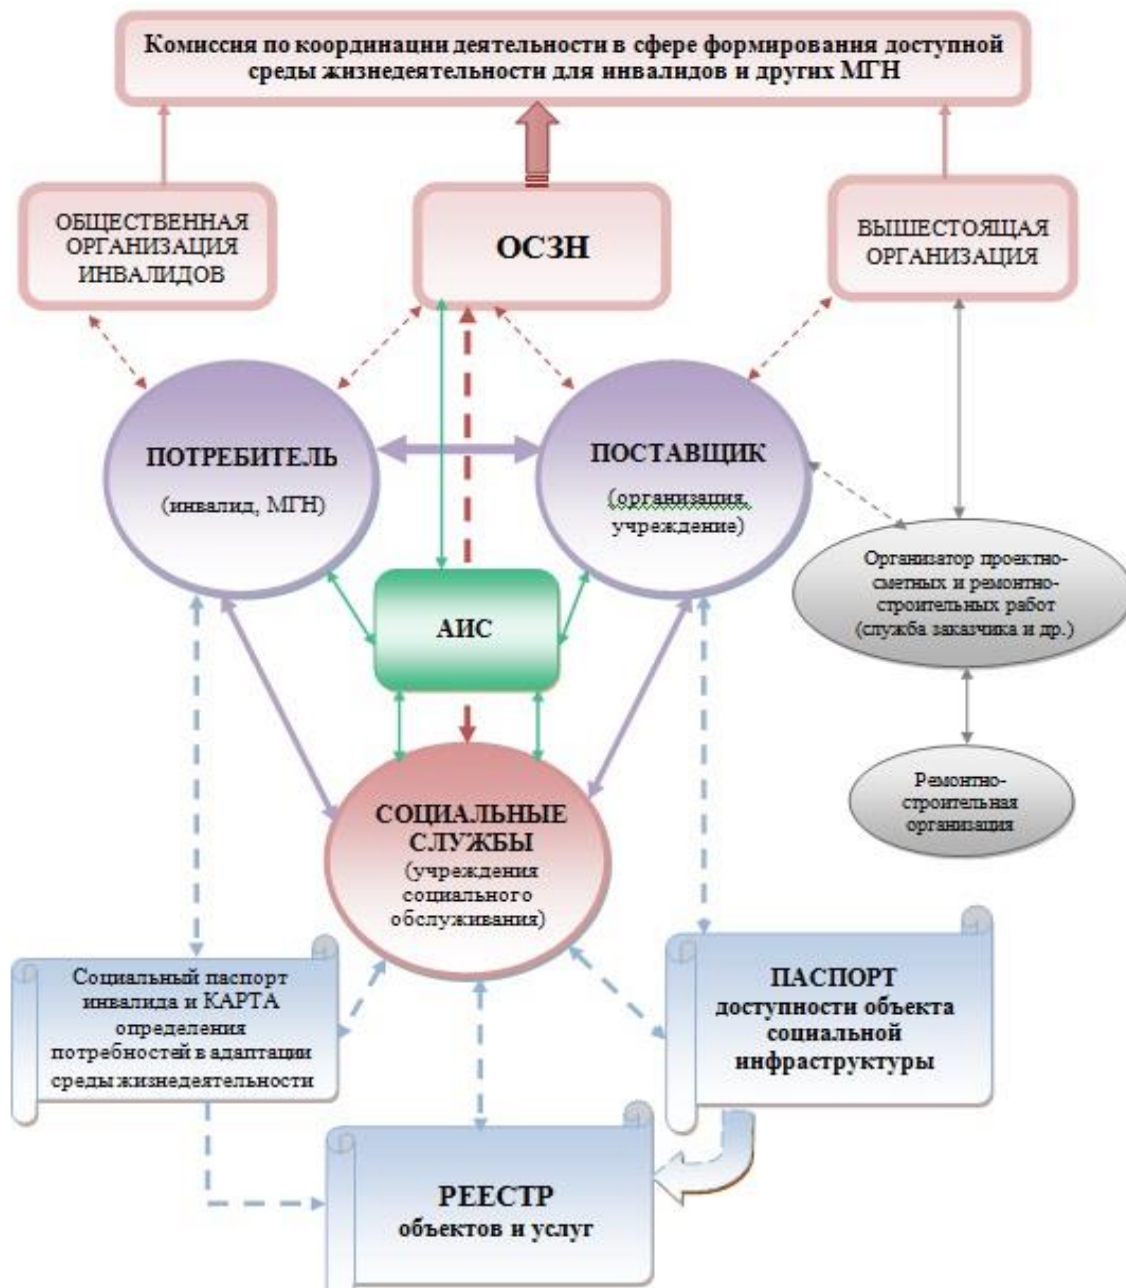 Комиссия по координации деятельности в сфере формирования доступной
среды жизнедеятельности для инвалидов и других МГН
ОБЩЕСТВЕННАЯ
ОРГАНИЗАЦИЯ
ИНВАЛИДОВ
ОСЗН
ВЫШЕСТОЯЩАЯ
ОРГАНИЗАЦИЯ
ПОТРЕБИТЕЛЬ
(инвалид, МГН)
ПОСТАВЩИК
(организация,
учреждение)
АИС
Организатор проектно-
сметных и ремонтно-
строительных работ
(служба заказчика и др.)
Ремонтно-
строительная
организация
СОЦИАЛЬНЫЕ
СЛУЖБЫ
(учреждения
социального
обслуживания)
Социальный паспорт
инвалида и КАРТА
определения
потребностей в адаптации
среды жизнедеятельности
ПАСПОРТ
доступности объекта
социальной
инфраструктуры
РЕЕСТР
объектов и услуг